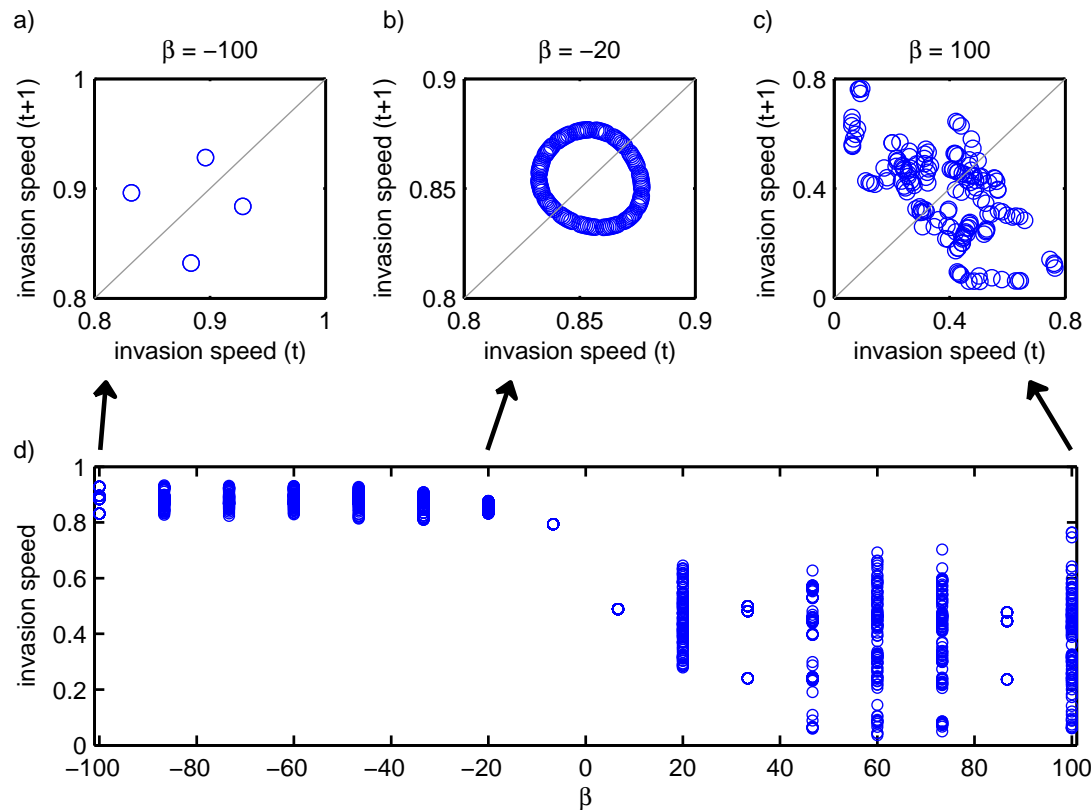 a)
β = −100
1
0.9
0.8
0.8
0.9
1
invasion speed (t+1)
invasion speed (t)
b)
β = −20
0.9
0.85
0.8
0.8
0.85
0.9
invasion speed (t+1)
invasion speed (t)
c)
β = 100
0.8
0.4
0
0
0.4
0.8
invasion speed (t+1)
invasion speed (t)
d)
1
0.8
0.6
0.4
0.2
0
invasion speed
−100 −80 −60 −40 −20 0 20 40 60 80 100
β